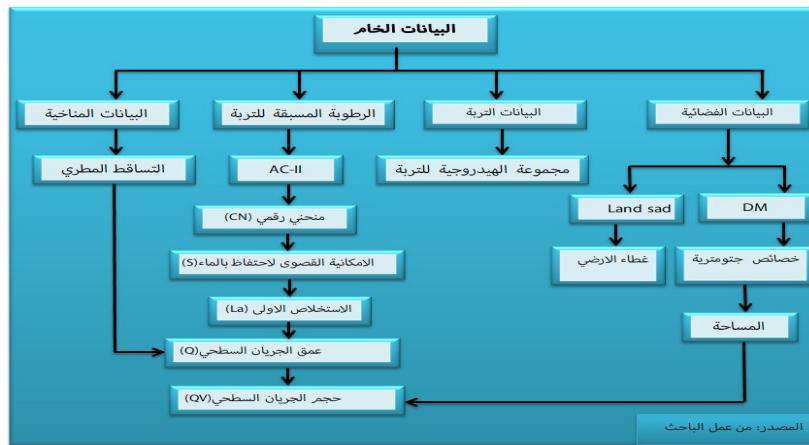 البيانات الخام
البيانات المناخية
الرطوبة المسبقة للتربة
البيانات التربة
البيانات الفضائية
التساقط المطري
AC-II
مجموعة الهيدروجية للتربة
Land sad
DM
منحني رقمي (CN)
الامكانية القصوى لاحتفاظ بالماء(S)
غطاء الارضي
خصائص جتومترية
الاستخلاص الاولى (La)
المساحة
عمق الجريان السطحي(Q)
حجم الجريان السطحي(QV)
المصدر: من عمل الباحث